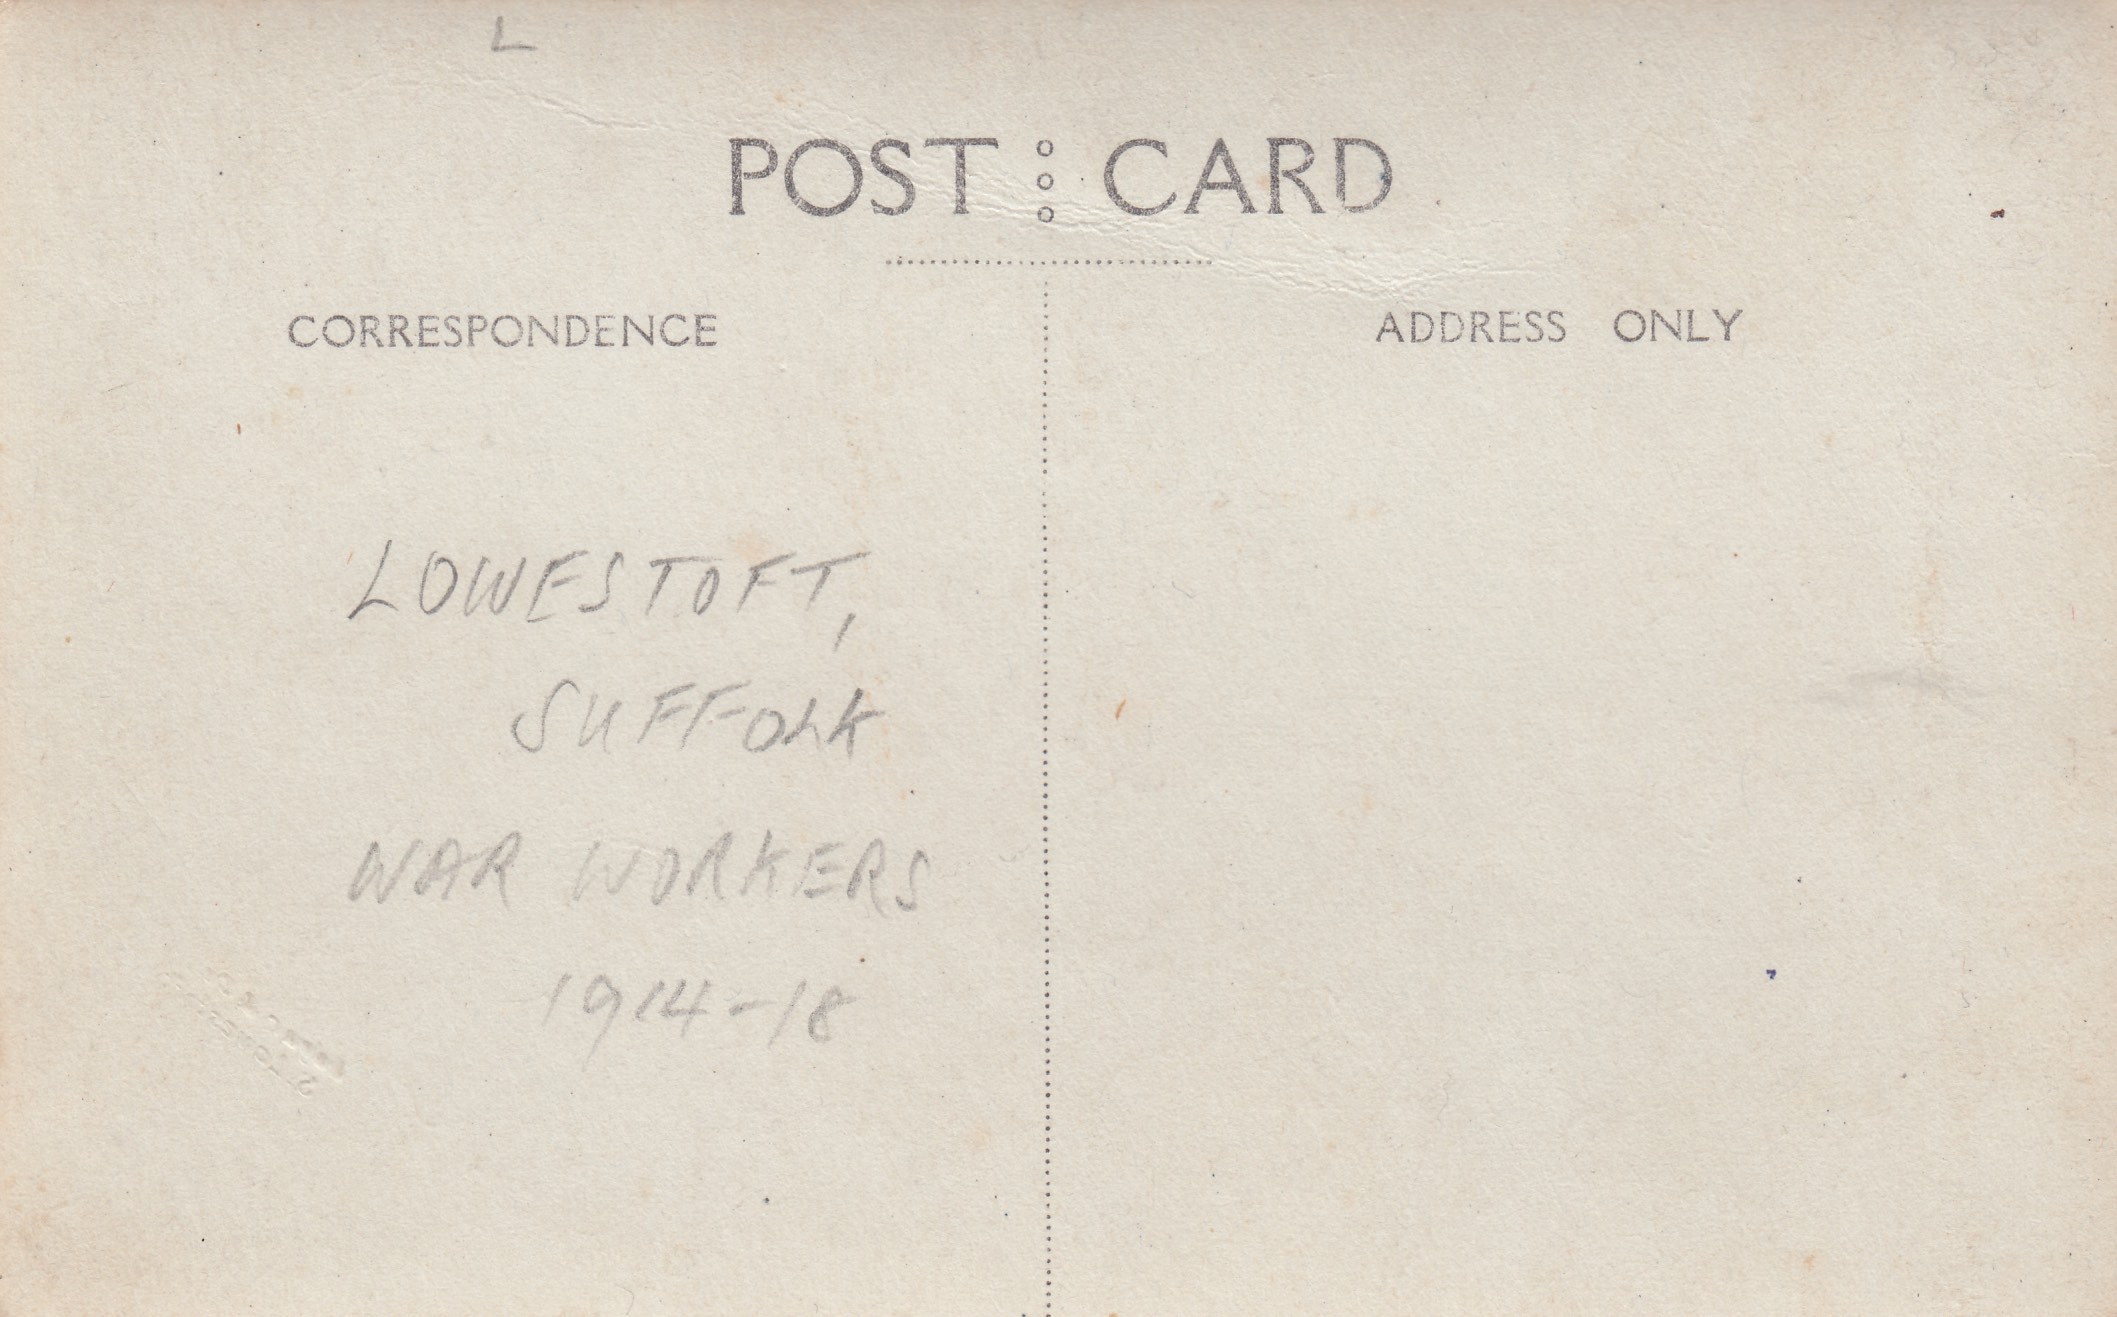 L
POST CARD
CORRESPONDENCE
ADDRESS ONLY
LOWESTOFT,
SUFFOLK
WAR WORKERS
1914-18